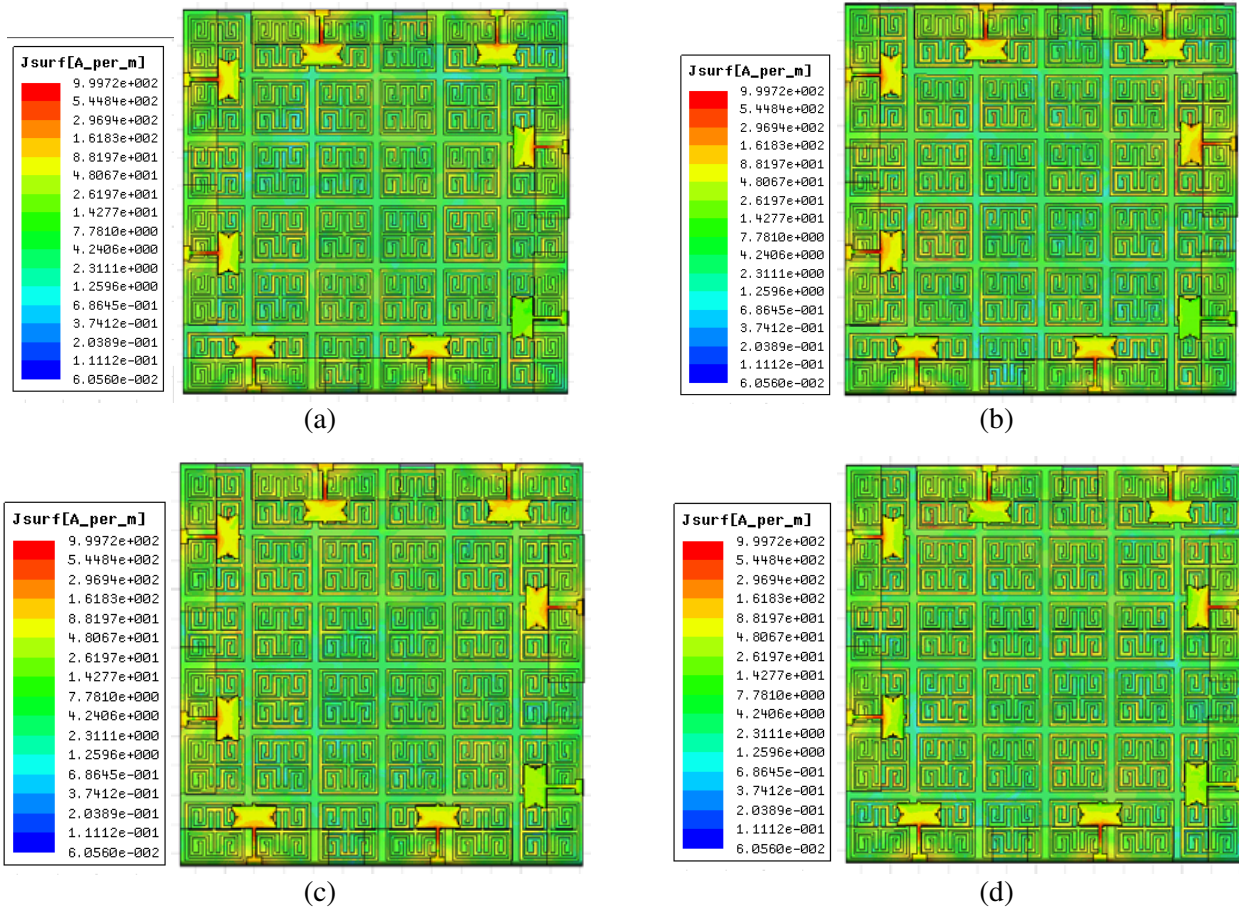 Jsurf[A_per_m]
9.9972e+002
5.4484e+002
2.9694e+002
1.6183e+002
8.8197e+001
4.8067e+001
2.6197e+001
1.4277e+001
7.7810e+000
4.2406e+000
2.3111e+000
1.2596e+000
6.8645e-001
3.7412e-001
2.0389e-001
1.1112e-001
6.0560e-002
(a)
Jsurf[A_per_m]
9.9972e+002
5.4484e+002
2.9694e+002
1.6183e+002
8.8197e+001
4.8067e+001
2.6197e+001
1.4277e+001
7.7810e+000
4.2406e+000
2.3111e+000
1.2596e+000
6.8645e-001
3.7412e-001
2.0389e-001
1.1112e-001
6.0560e-002
(b)
Jsurf[A_per_m]
9.9972e+002
5.4484e+002
2.9694e+002
1.6183e+002
8.8197e+001
4.8067e+001
2.6197e+001
1.4277e+001
7.7810e+000
4.2406e+000
2.3111e+000
1.2596e+000
6.8645e-001
3.7412e-001
2.0389e-001
1.1112e-001
6.0560e-002
(c)
Jsurf[A_per_m]
9.9972e+002
5.4484e+002
2.9694e+002
1.6183e+002
8.8197e+001
4.8067e+001
2.6197e+001
1.4277e+001
7.7810e+000
4.2406e+000
2.3111e+000
1.2596e+000
6.8645e-001
3.7412e-001
2.0389e-001
1.1112e-001
6.0560e-002
(d)